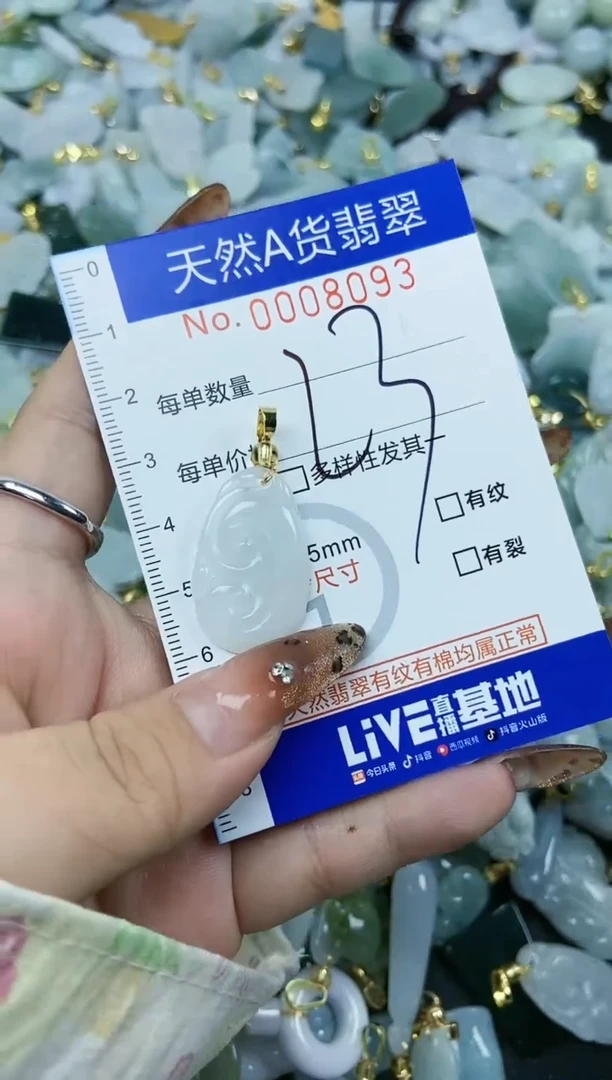 天然A货翡翠
No.0008093
0
1
每单数量
2
每单价
3
多样性发其一
4
有纹
5
5mm
有裂
尺寸
6
天然翡翠有纹有棉均属正常
LiVE直播基地
今日头条 抖音 西瓜视频 抖音火山版